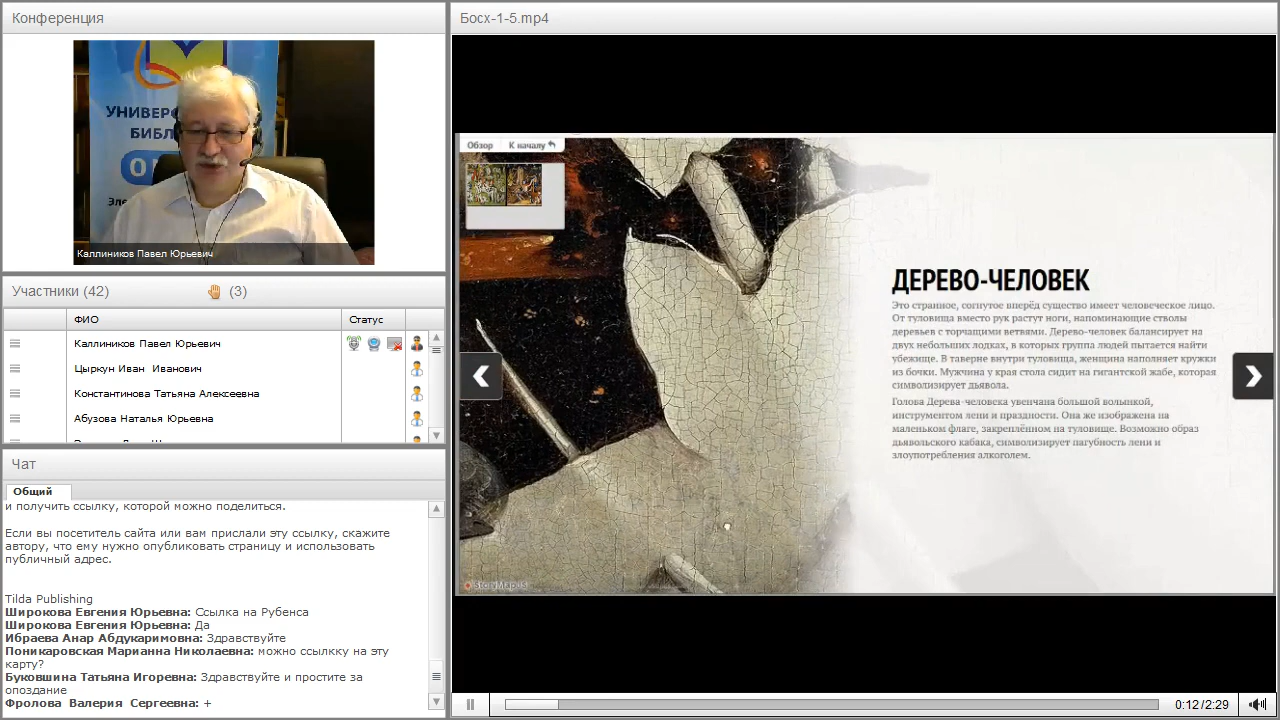 Конференция
УНИВЕРС
БИБЛ
Каллиников Павел Юрьевич
Участники (42)
(3)
ФИО
Статус
Каллиников Павел Юрьевич
Цыркун Иван Иванович
Константинова Татьяна Алексеевна
Абузова Наталья Юрьевна
Чат
Общий
и получить ссылку, которой можно поделиться.
Если вы посетитель сайта или вам прислали эту ссылку, скажите
автору, что ему нужно опубликовать страницу и использовать
публичный адрес.
Tilda Publishing
Широкова Евгения Юрьевна: Ссылка на Рубенса
Широкова Евгения Юрьевна: Да
Ибраева Анар Абдукаримовна: Здравствуйте
Поникаровская Марианна Николаевна: можно ссылкку на эту
карту?
Буковшина Татьяна Игоревна: Здравствуйте и простите за
опоздание
Фролова Валерия Сергеевна: +
Босх-1-5.mp4
Обзор
К началу
ДЕРЕВО-ЧЕЛОВЕК
Это странное, согнутое вперёд существо имеет человеческое лицо.
От туловища вместо рук растут ноги, напоминающие стволы
деревьев с торчащими ветвями. Дерево-человек балансирует на
двух небольших лодках, в которых группа людей пытается найти
убежище. В таверне внутри туловища, женщина наполняет кружки
из бочки. Мужчина у края стола сидит на гигантской жабе, которая
символизирует дьявола.
Голова Дерева-человека увенчана большой волынкой,
инструментом лени и праздности. Она же изображена на
маленьком флаге, закреплённом на туловище. Возможно образ
дьявольского кабака, символизирует пагубность лени и
злоупотребления алкоголем.
StoryMapJS
0:12/2:29